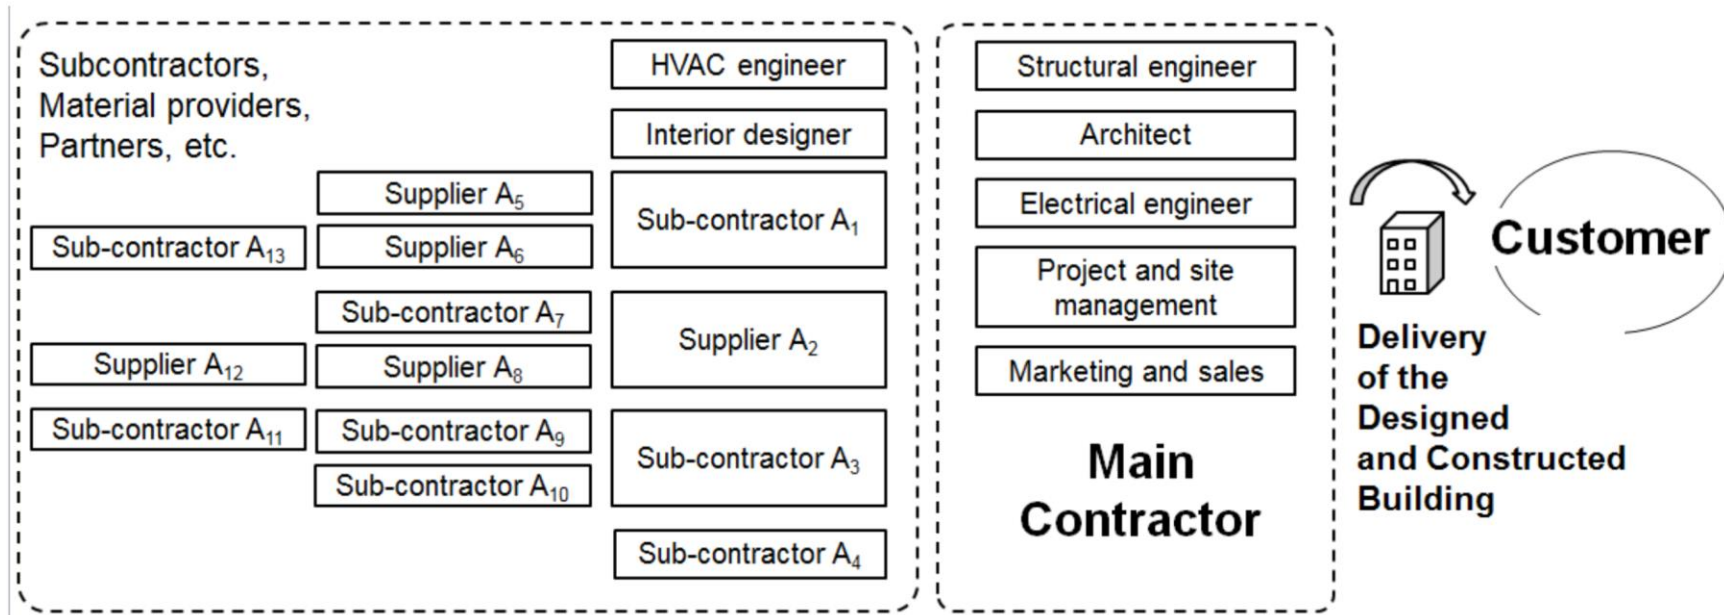 Subcontractors,
Material providers,
Partners, etc.
HVAC engineer
Interior designer
Supplier A5
Sub-contractor A1
Sub-contractor A13
Supplier A6
Sub-contractor A7
Supplier A2
Supplier A12
Supplier A8
Sub-contractor A11
Sub-contractor A9
Sub-contractor A3
Sub-contractor A10
Sub-contractor A4
Structural engineer
Architect
Electrical engineer
Project and site
management
Marketing and sales
Main
Contractor
Customer
Delivery
of the
Designed
and Constructed
Building